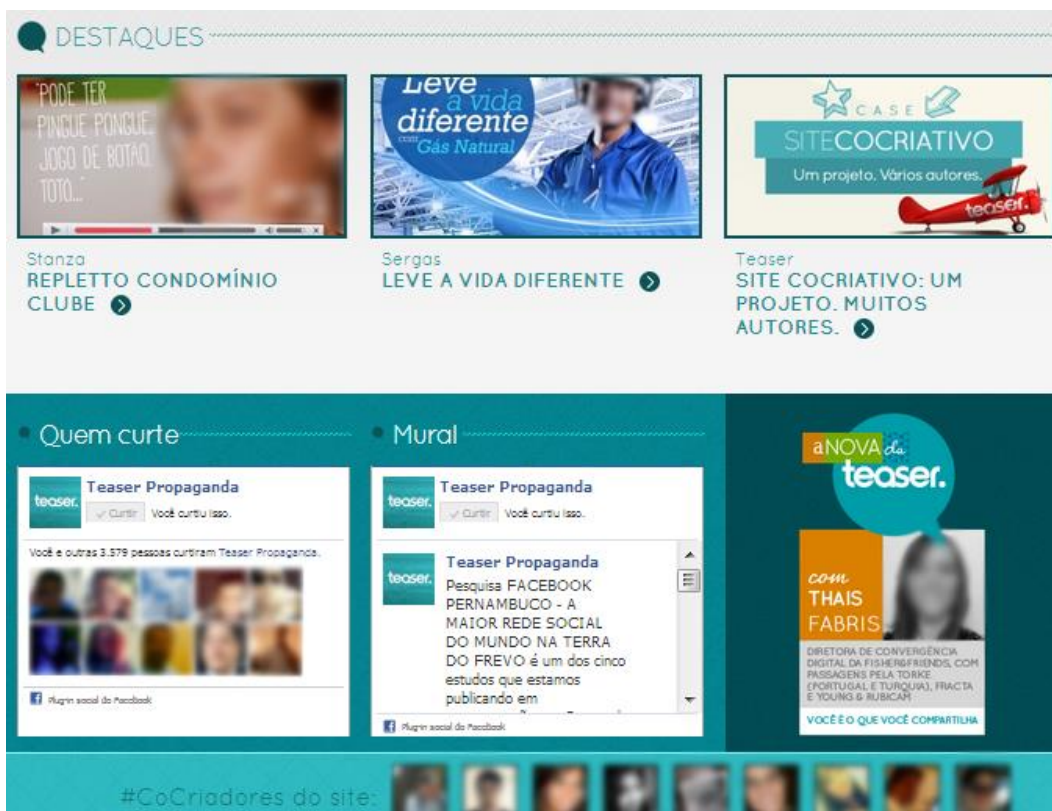 DESTAQUES
"PODE TER
PINGUE PONGUE,
JOGO DE BOTÃO,
TOTÓ..."
Leve
a vida
diferente
com Gás Natural
CASE
SITECOCRIATIVO
Um projeto. Vários autores.
teaser.
Stanza
REPLETTO CONDOMÍNIO
CLUBE
Sergas
LEVE A VIDA DIFERENTE
Teaser
SITE COCRIATIVO: UM
PROJETO. MUITOS
AUTORES.
Quem curte
teaser.
Teaser Propaganda
Curtir Você curtiu isso.
Você e outras 3.579 pessoas curtiram Teaser Propaganda.
Plug-in social do Facebook
Mural
teaser.
Teaser Propaganda
Curtir Você curtiu isso.
teaser.
Teaser Propaganda
Pesquisa FACEBOOK
PERNAMBUCO - A
MAIOR REDE SOCIAL
DO MUNDO NA TERRA
DO FREVO é um dos cinco
estudos que estamos
publicando em
Plug-in social do Facebook
a NOVA da
teaser.
com
THAIS
FABRIS
DIRETORA DE CONVERGÊNCIA
DIGITAL DA FISHER&FRIENDS, COM
PASSAGENS PELA TORKE
(PORTUGAL E TURQUIA), FRACTA
E YOUNG & RUBICAM
VOCÊ É O QUE VOCÊ COMPARTILHA
#CoCriadores do site: